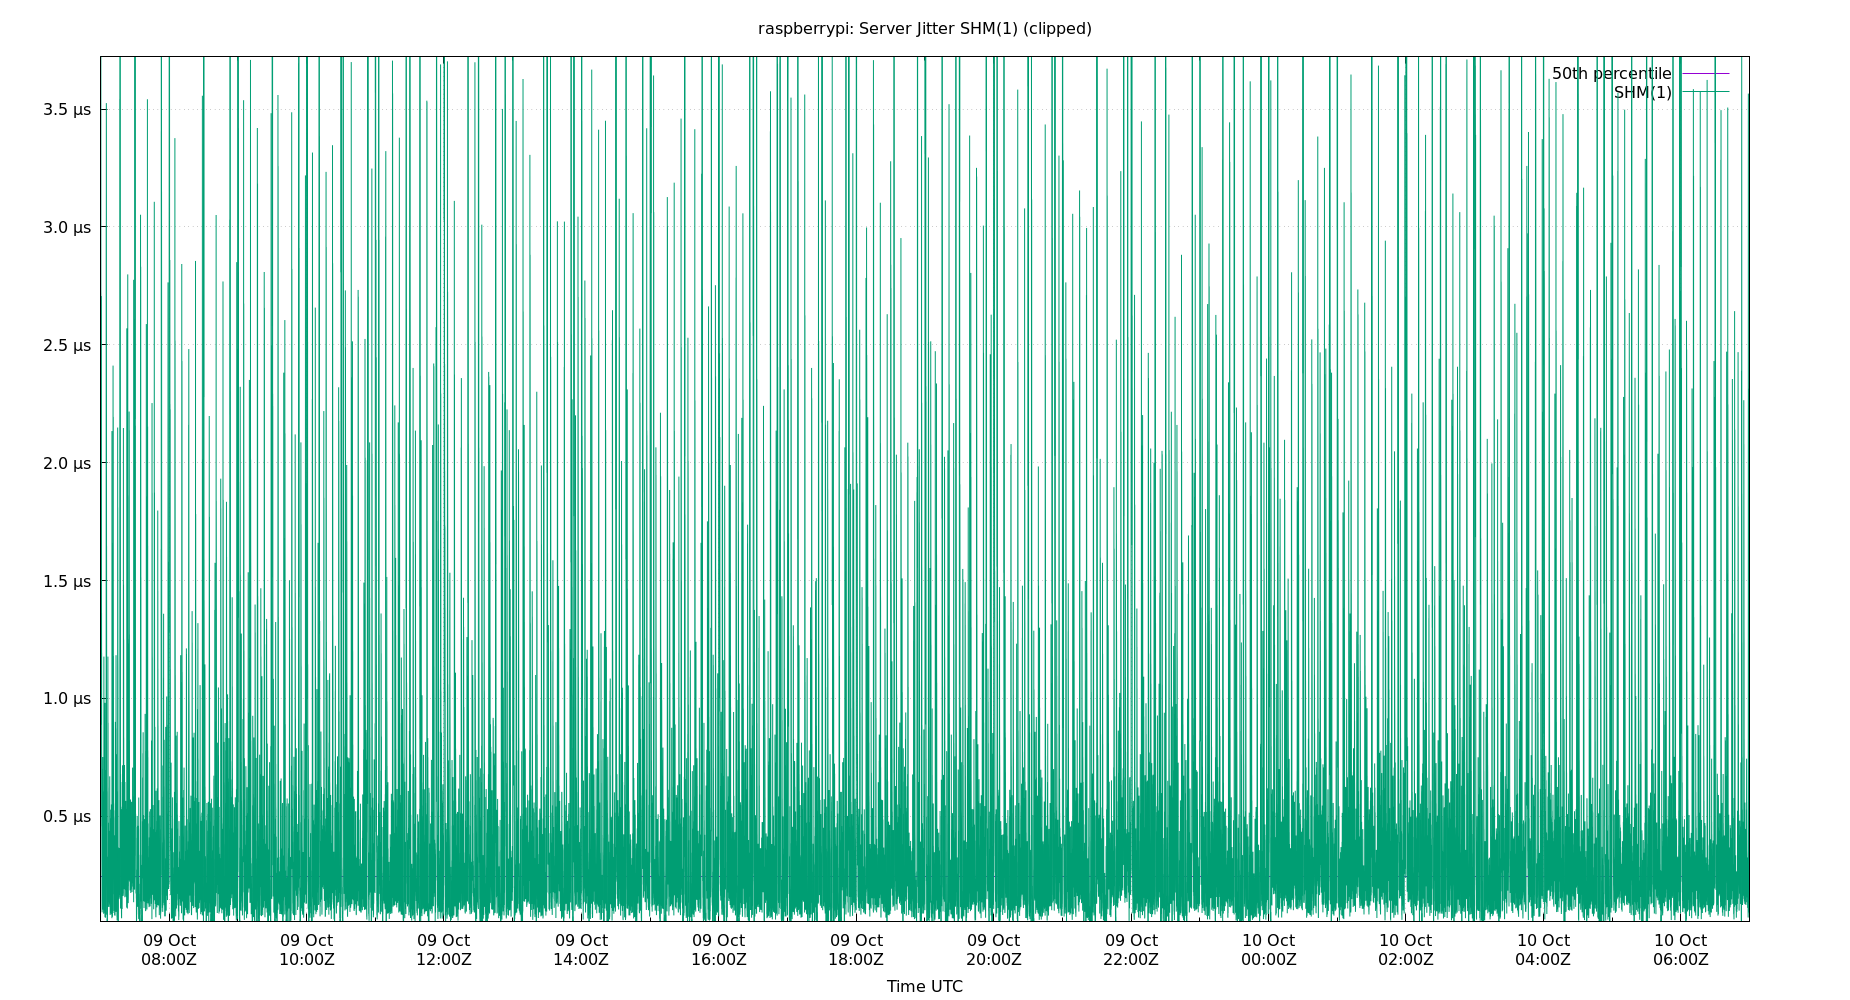 raspberrypi: Server Jitter SHM(1) (clipped)
50th percentile
SHM(1)
3.5 µs
3.0 µs
2.5 µs
2.0 µs
1.5 µs
1.0 µs
0.5 µs
09 Oct 09 Oct 09 Oct 09 Oct 09 Oct 09 Oct 09 Oct 09 Oct 10 Oct 10 Oct 10 Oct 10 Oct
08:00Z 10:00Z 12:00Z 14:00Z 16:00Z 18:00Z 20:00Z 22:00Z 00:00Z 02:00Z 04:00Z 06:00Z
Time UTC